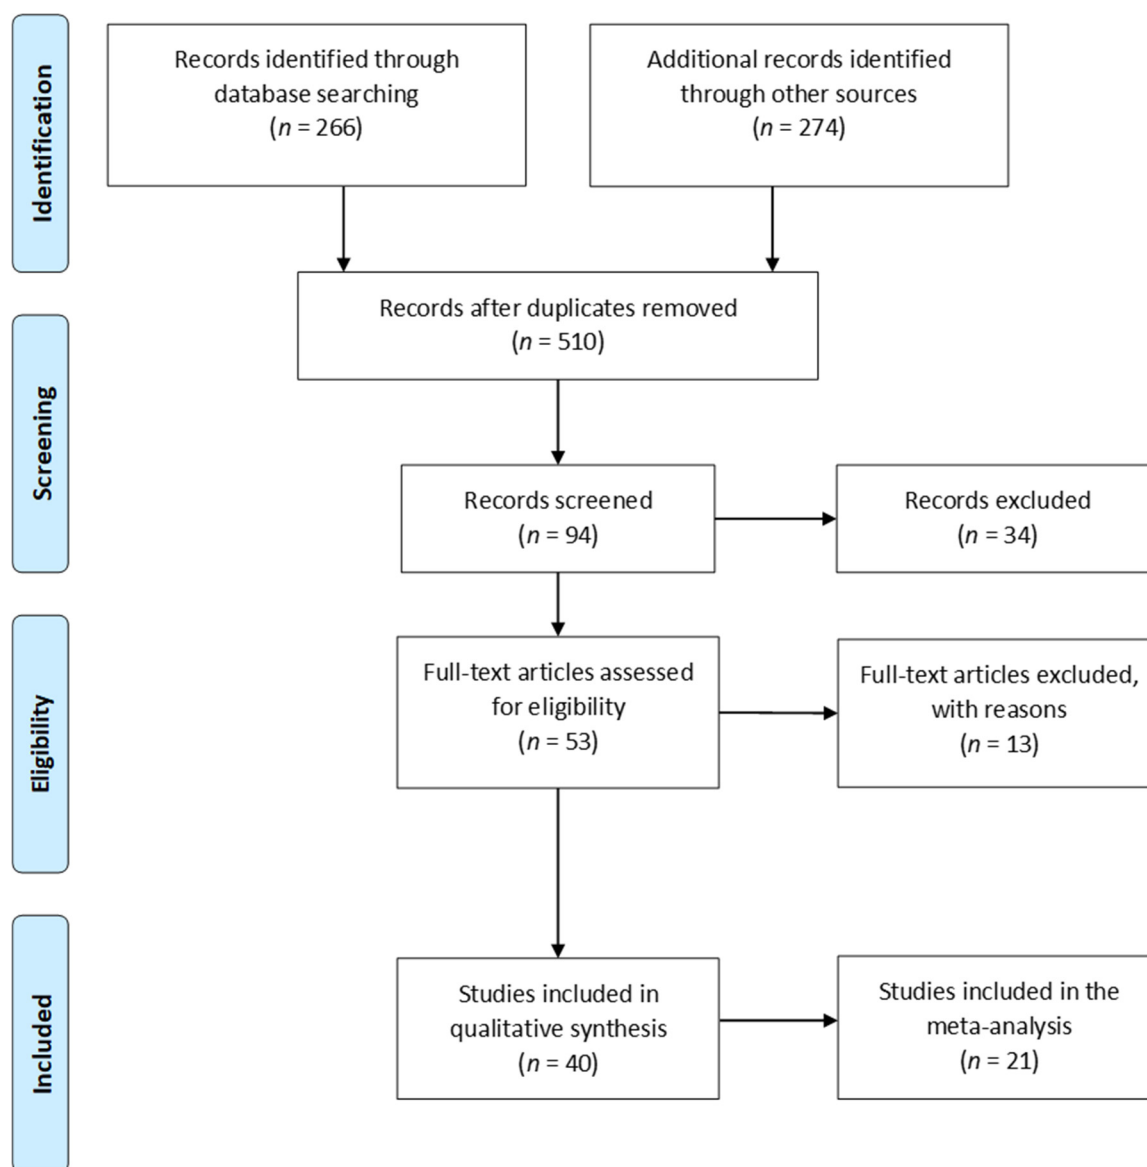 Identification
Records identified through
database searching
(n = 266)
Additional records identified
through other sources
(n = 274)
Records after duplicates removed
(n = 510)
Screening
Records screened
(n = 94)
Records excluded
(n = 34)
Eligibility
Full-text articles assessed
for eligibility
(n = 53)
Full-text articles excluded,
with reasons
(n = 13)
Included
Studies included in
qualitative synthesis
(n = 40)
Studies included in the
meta-analysis
(n = 21)